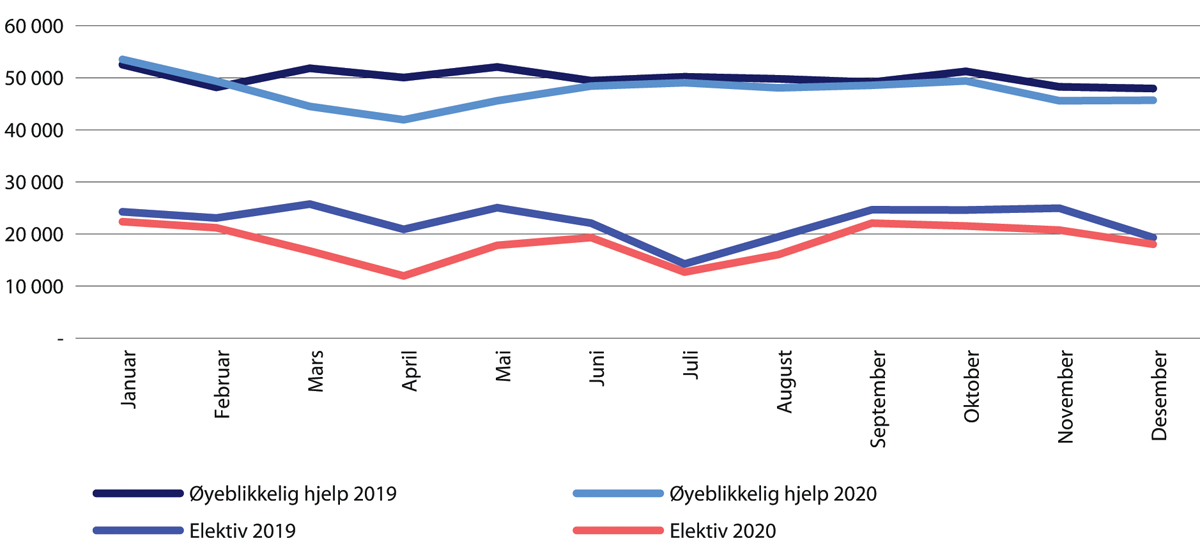 60 000
50 000
40 000
30 000
20 000
10 000
-
Januar
Februar
Mars
April
Mai
Juni
Juli
August
September
Oktober
November
Desember
Øyeblikkelig hjelp 2019
Øyeblikkelig hjelp 2020
Elektiv 2019
Elektiv 2020